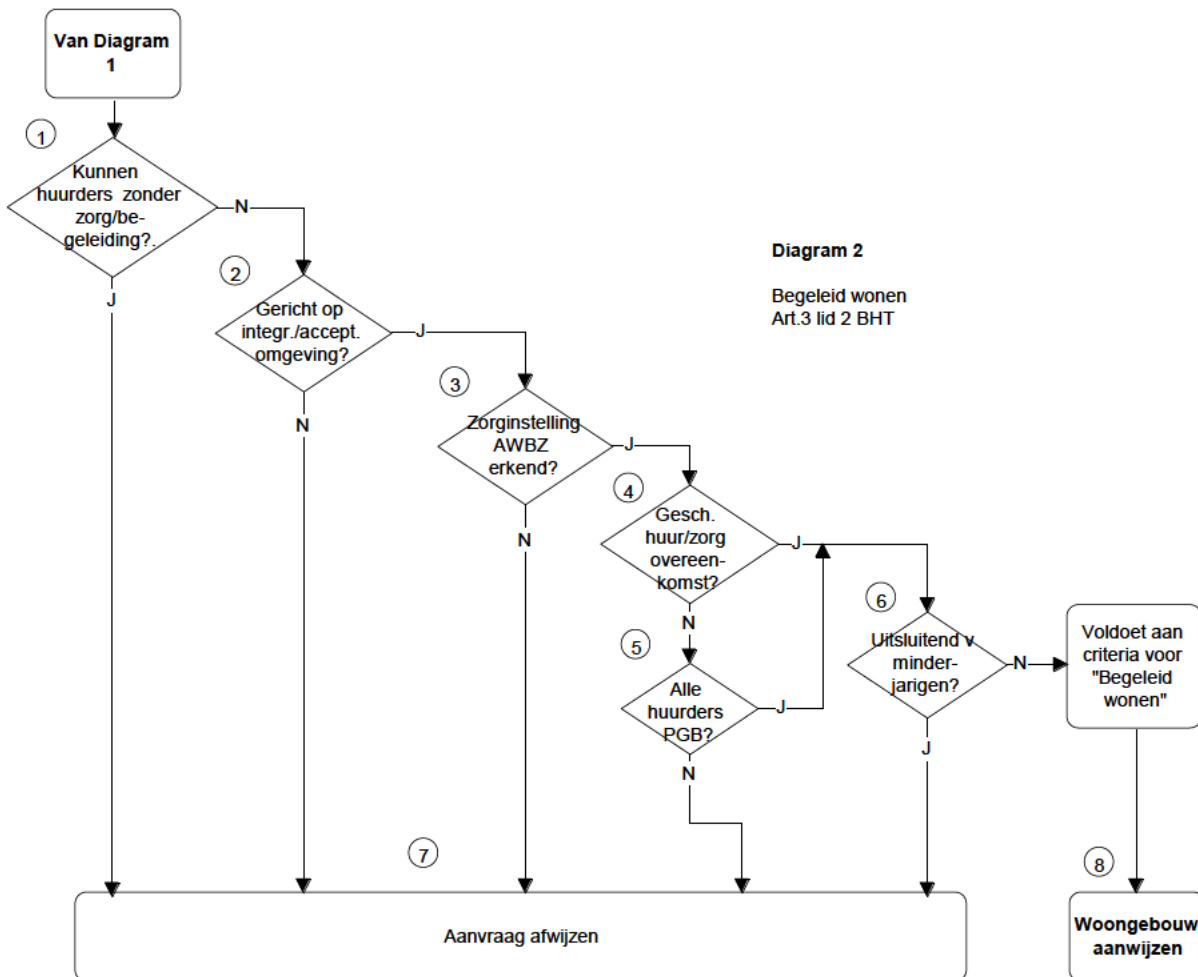 Van Diagram
1
1
Kunnen
huurders zonder
zorg/be-
geleiding?.
N
J
2
Gericht op
integr./accept.
omgeving?
J
N
Diagram 2
Begeleid wonen
Art.3 lid 2 BHT
3
Zorginstelling
AWBZ
erkend?
J
N
4
Gesch.
huur/zorg
overeen-
komst?
J
N
5
Alle
huurders
PGB?
J
N
6
Uitsluitend v
minder-
jarigen?
N
J
Voldoet aan
criteria voor
"Begeleid
wonen"
7
Aanvraag afwijzen
8
Woongebouw
aanwijzen